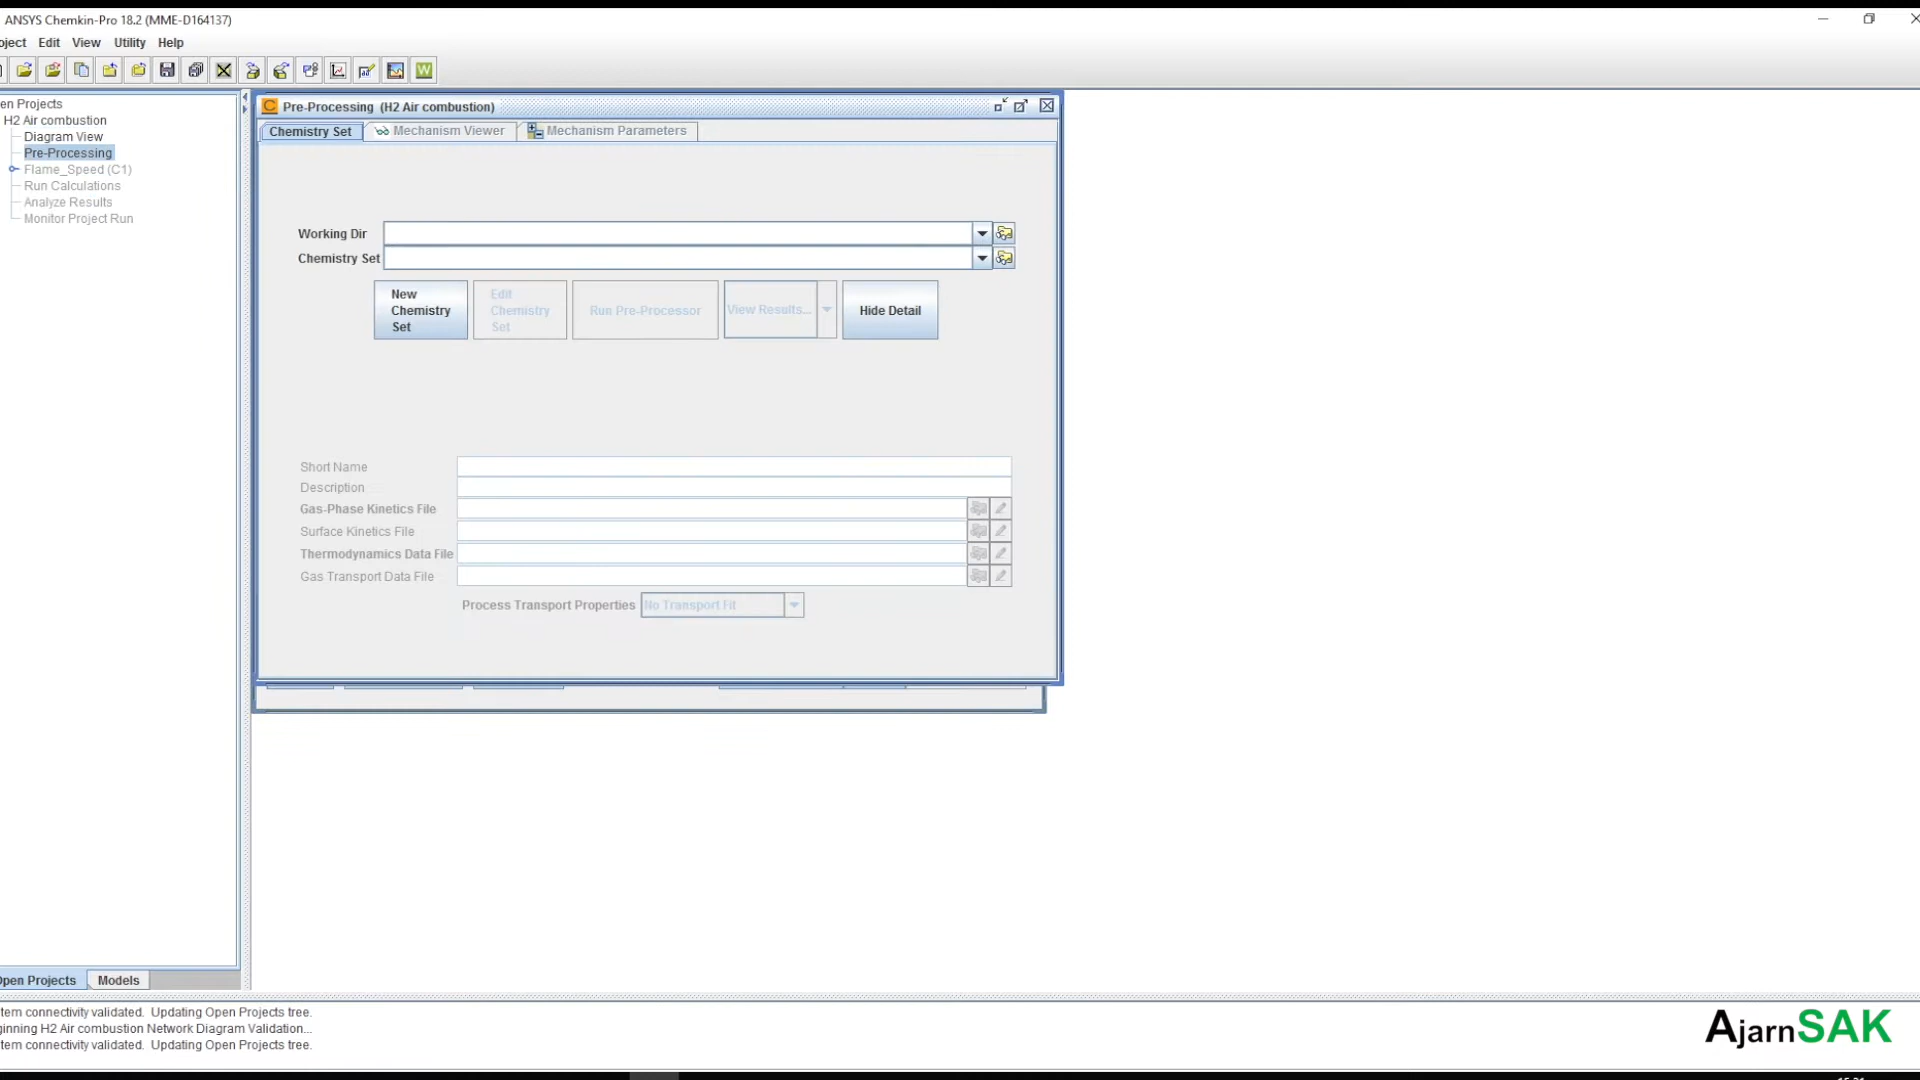 ANSYS Chemkin-Pro 18.2 (MME-D164137)
oject Edit View Utility Help
en Projects
H2 Air combustion
Diagram View
Pre-Processing
Flame_Speed (C1)
Run Calculations
Analyze Results
Monitor Project Run
Pre-Processing (H2 Air combustion)
Chemistry Set Mechanism Viewer Mechanism Parameters
Working Dir
Chemistry Set
New Chemistry Set
Edit Chemistry Set
Run Pre-Processor
View Results...
Hide Detail
Short Name
Description
Gas-Phase Kinetics File
Surface Kinetics File
Thermodynamics Data File
Gas Transport Data File
Process Transport Properties No Transport Fit
Open Projects Models
tem connectivity validated. Updating Open Projects tree.
ginning H2 Air combustion Network Diagram Validation...
tem connectivity validated. Updating Open Projects tree.
AjarnSAK